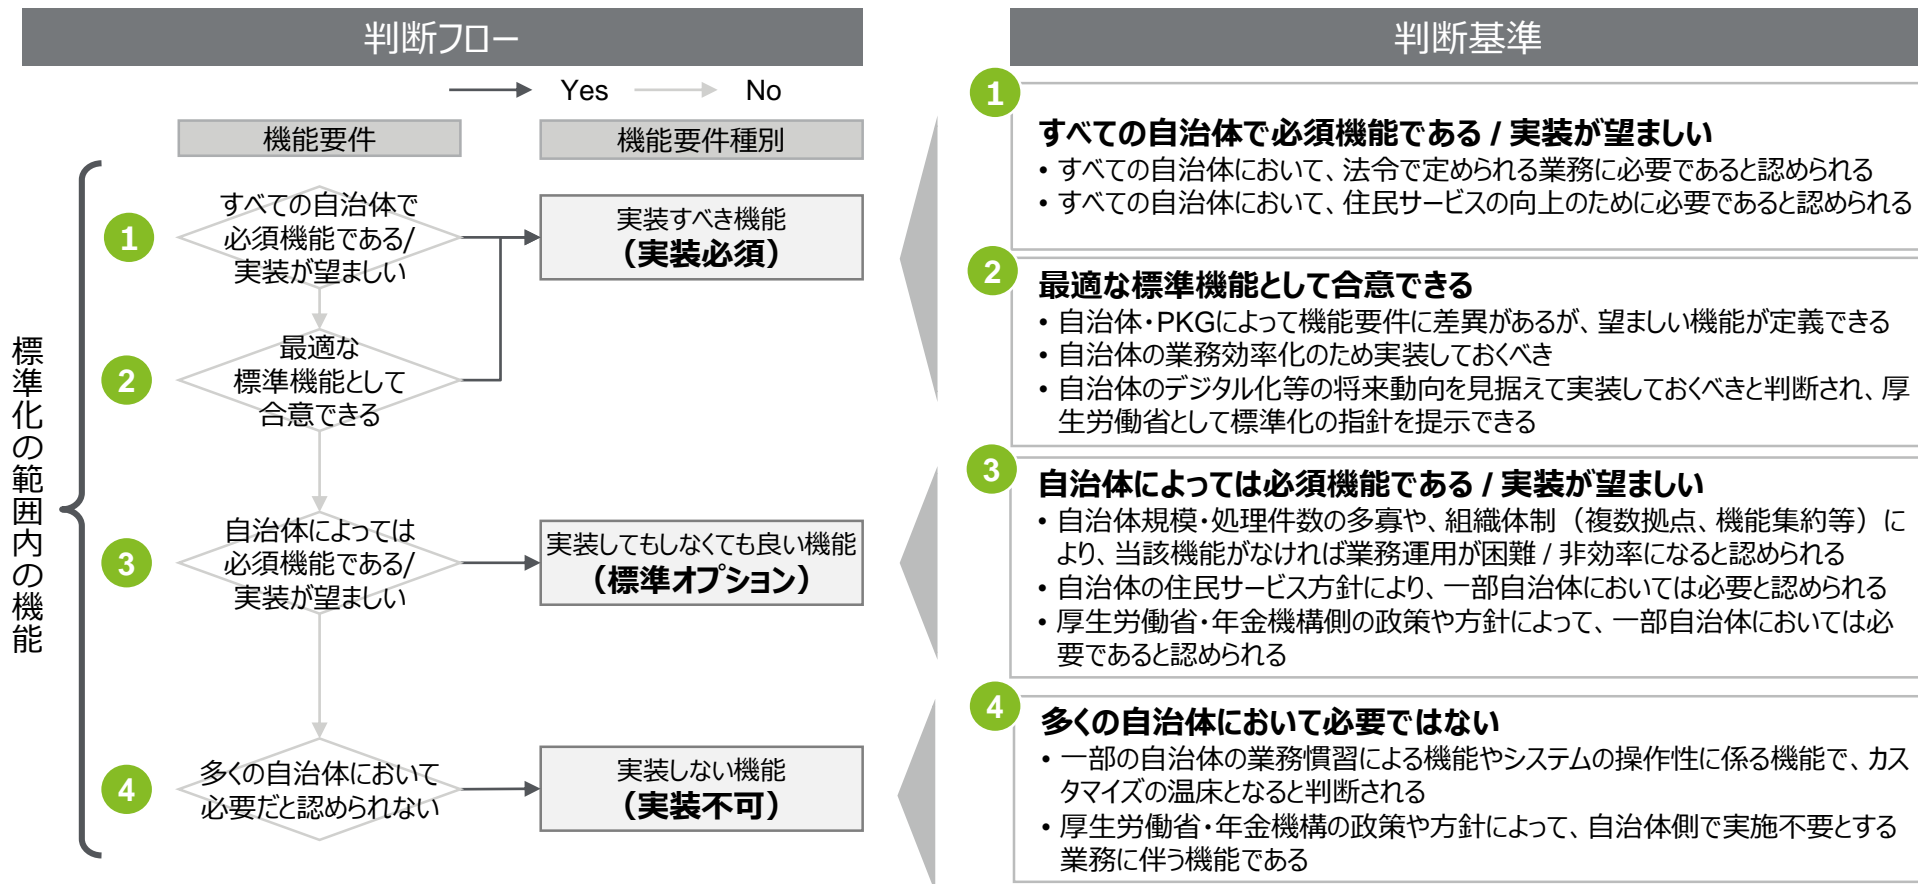 判断フロー
Yes
No
機能要件
機能要件種別
標準化の範囲内の機能
1
すべての自治体で
必須機能である/
実装が望ましい
実装すべき機能
（実装必須）
2
最適な
標準機能として
合意できる
3
自治体によっては
必須機能である/
実装が望ましい
実装してもしなくても良い機能
（標準オプション）
4
多くの自治体において
必要だと認められない
実装しない機能
（実装不可）
判断基準
1
すべての自治体で必須機能である / 実装が望ましい
• すべての自治体において、法令で定められる業務に必要であると認められる
• すべての自治体において、住民サービスの向上のために必要であると認められる
2
最適な標準機能として合意できる
• 自治体・PKGによって機能要件に差異があるが、望ましい機能が定義できる
• 自治体の業務効率化のため実装しておくべき
• 自治体のデジタル化等の将来動向を見据えて実装しておくべきと判断され、厚
生労働省として標準化の指針を提示できる
3
自治体によっては必須機能である / 実装が望ましい
• 自治体規模・処理件数の多寡や、組織体制（複数拠点、機能集約等）に
より、当該機能がなければ業務運用が困難 / 非効率になると認められる
• 自治体の住民サービス方針により、一部自治体においては必要と認められる
• 厚生労働省・年金機構側の政策や方針によって、一部自治体においては必
要であると認められる
4
多くの自治体において必要ではない
• 一部の自治体の業務慣習による機能やシステムの操作性に係る機能で、カス
タマイズの温床となると判断される
• 厚生労働省・年金機構の政策や方針によって、自治体側で実施不要とする
業務に伴う機能である